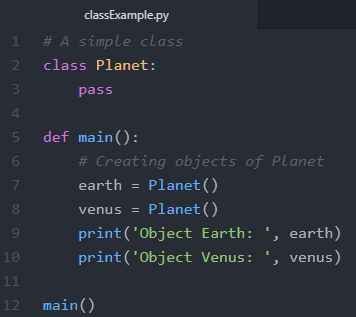 classExample.py
1 # A simple class
2 class Planet:
3     pass
4
5 def main():
6     # Creating objects of Planet
7     earth = Planet()
8     venus = Planet()
9     print('Object Earth: ', earth)
10     print('Object Venus: ', venus)
11
12 main()